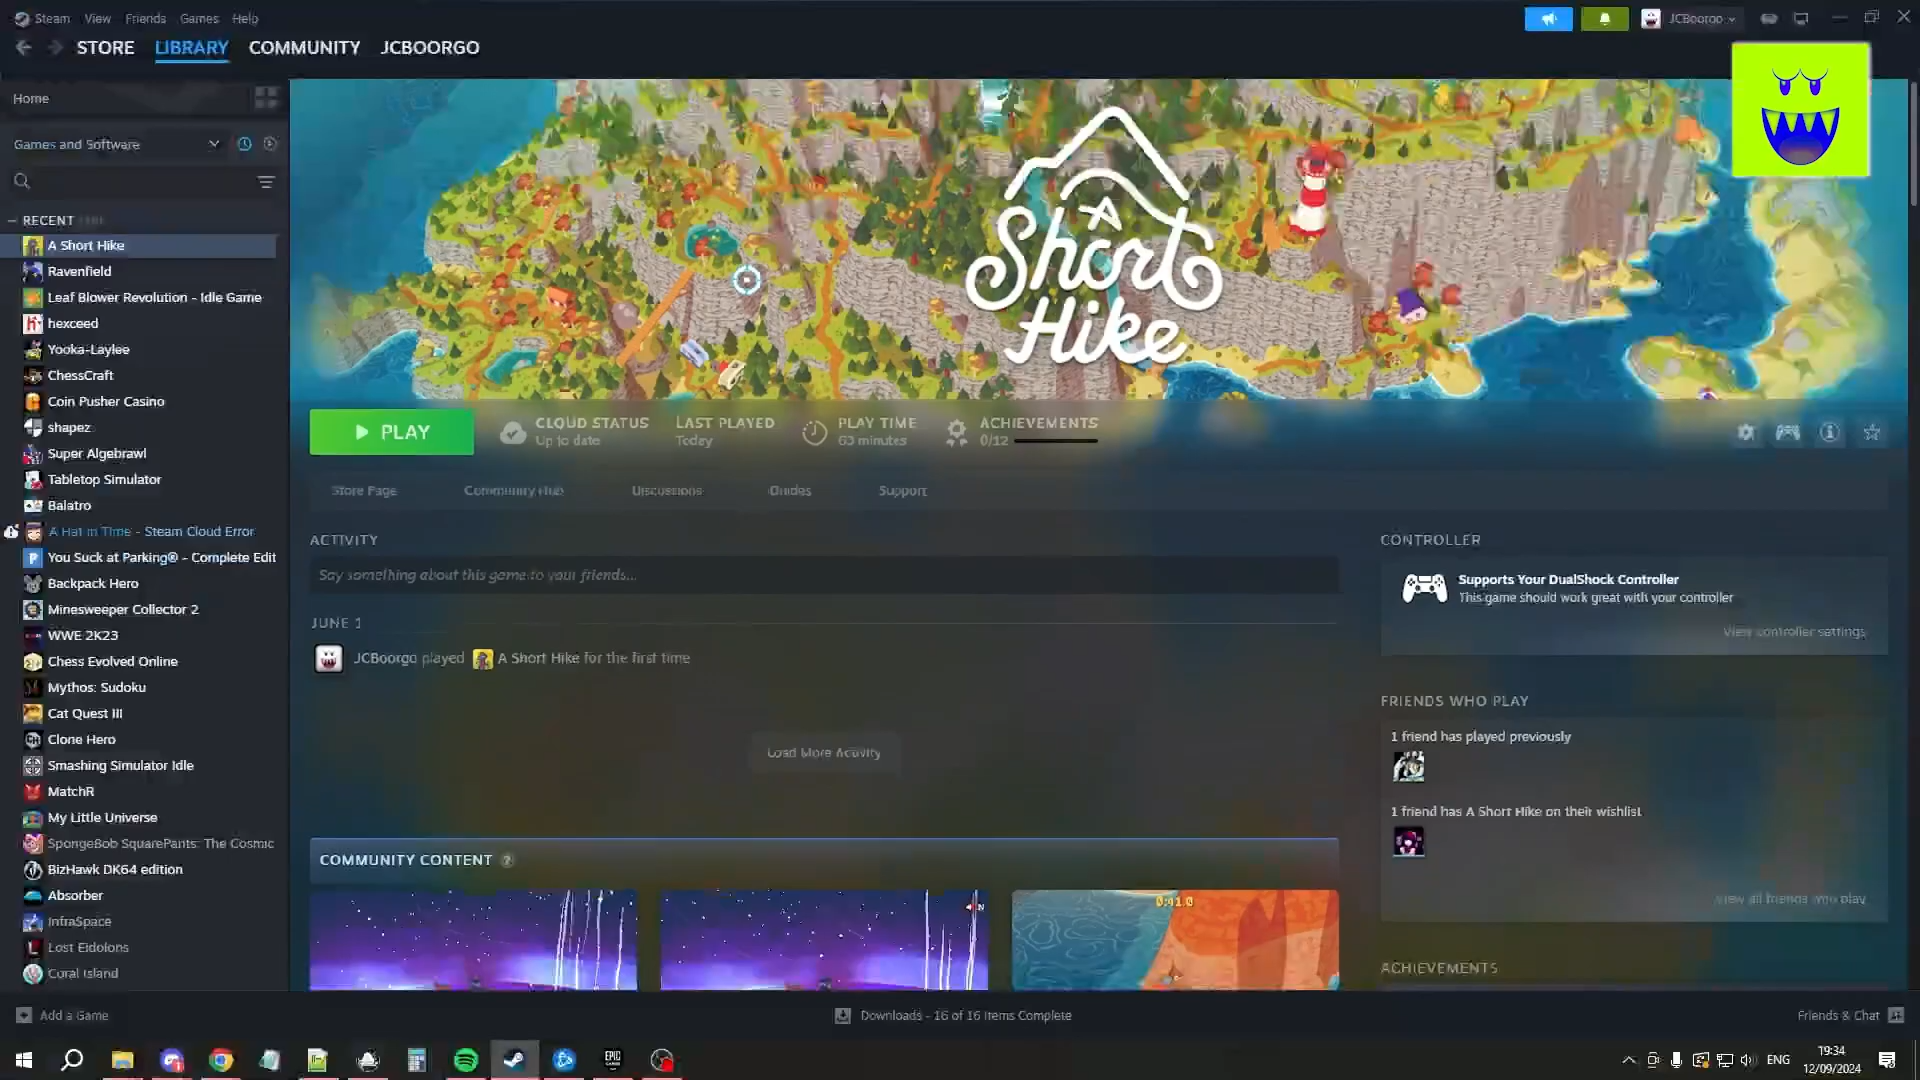 Steam View Friends Games Help
JCBoorgo
STORE LIBRARY COMMUNITY JCBOORGO
Home
Games and Software
RECENT
A Short Hike
Ravenfield
Leaf Blower Revolution - Idle Game
hexceed
Yooka-Laylee
ChessCraft
Coin Pusher Casino
shapez
Super Algebrawl
Tabletop Simulator
Balatro
A Hat in Time - Steam Cloud Error
You Suck at Parking® - Complete Edit
Backpack Hero
Minesweeper Collector 2
WWE 2K23
Chess Evolved Online
Mythos: Sudoku
Cat Quest III
Clone Hero
Smashing Simulator Idle
MatchR
My Little Universe
SpongeBob SquarePants: The Cosmic
BizHawk DK64 edition
Absorber
InfraSpace
Lost Eidolons
Coral Island
A
Short
Hike
PLAY
CLOUD STATUS
Up to date
LAST PLAYED
Today
PLAY TIME
63 minutes
ACHIEVEMENTS
0/12
Store Page Community Hub Discussions Guides Support
ACTIVITY
Say something about this game to your friends...
JUNE 1
JCBoorgo played A Short Hike for the first time
Load More Activity
COMMUNITY CONTENT ?
0:41.0
CONTROLLER
Supports Your DualShock Controller
This game should work great with your controller
View controller settings
FRIENDS WHO PLAY
1 friend has played previously
1 friend has A Short Hike on their wishlist
View all friends who play
ACHIEVEMENTS
Add a Game
Downloads - 16 of 16 Items Complete
Friends & Chat
EPIC
GAMES
ENG
19:34
12/09/2024